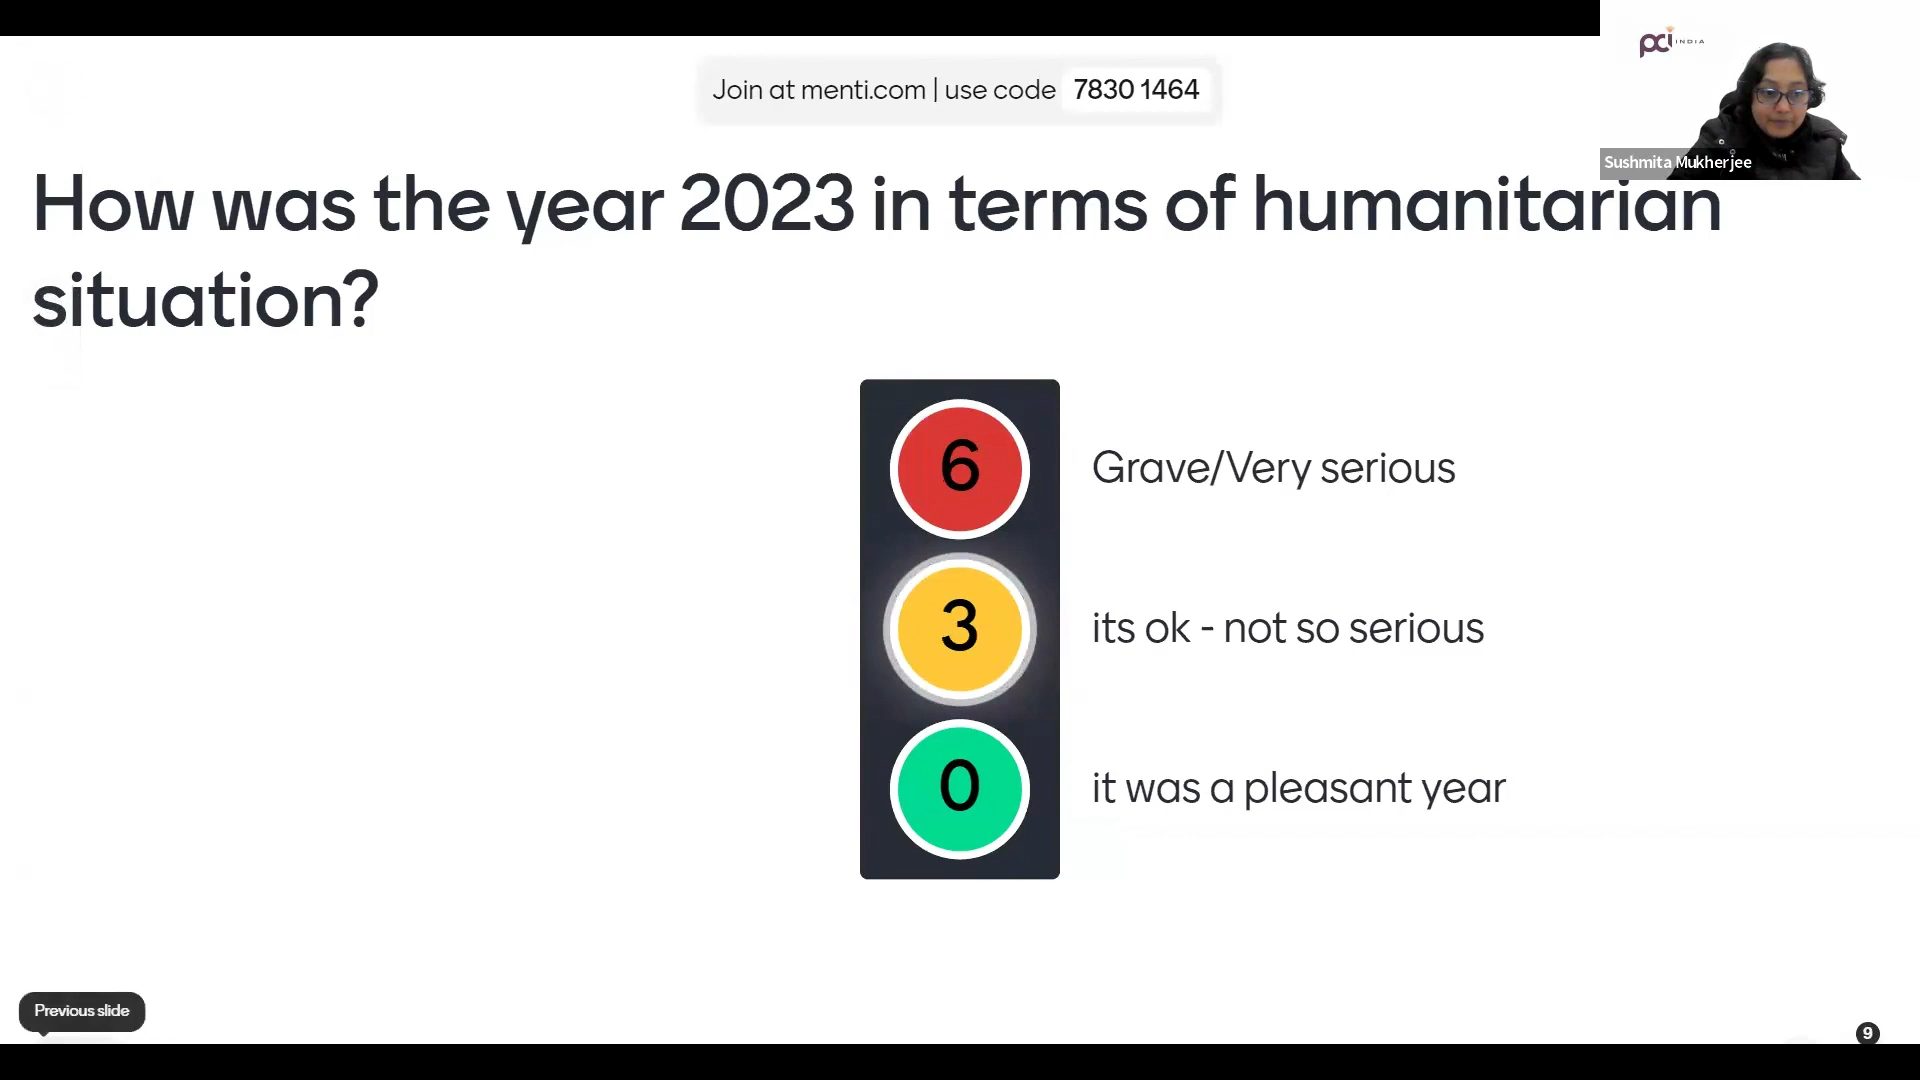 Join at menti.com | use code 7830 1464
pci INDIA
Sushmita Mukherjee
How was the year 2023 in terms of humanitarian
situation?
6 Grave/Very serious
3 its ok - not so serious
0 it was a pleasant year
Previous slide
9